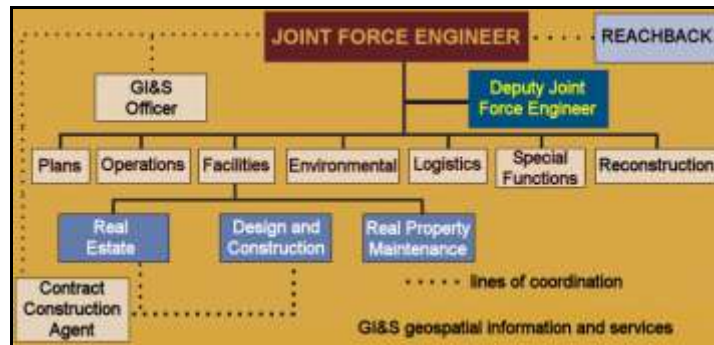 JOINT FORCE ENGINEER
REACHBACK
GI&S
Officer
Deputy Joint
Force Engineer
Plans
Operations
Facilities
Environmental
Logistics
Special
Functions
Reconstruction
Real
Estate
Design and
Construction
Real Property
Maintenance
Contract
Construction
Agent
lines of coordination
GI&S geospatial information and services